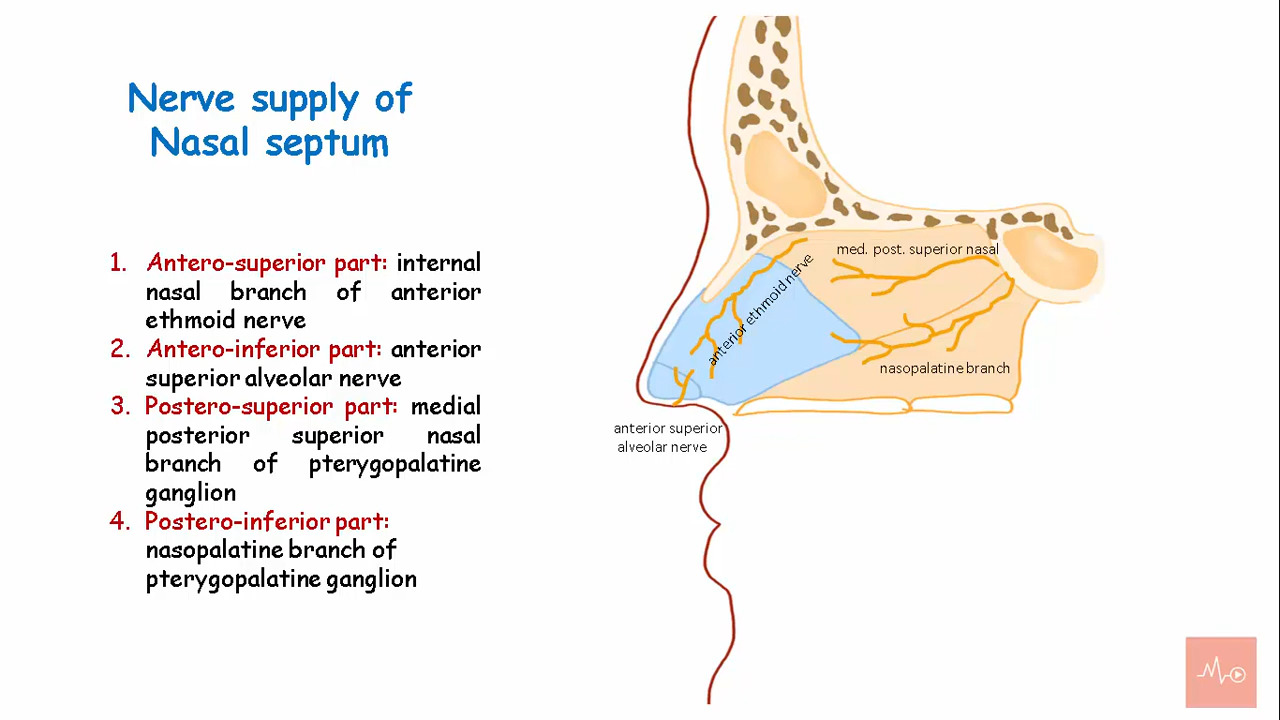 Nerve supply of
Nasal septum
1. Antero-superior part: internal
nasal branch of anterior
ethmoid nerve
2. Antero-inferior part: anterior
superior alveolar nerve
3. Postero-superior part: medial
posterior superior nasal
branch of pterygopalatine
ganglion
4. Postero-inferior part:
nasopalatine branch of
pterygopalatine ganglion
med. post. superior nasal
anterior ethmoid nerve
nasopalatine branch
anterior superior
alveolar nerve